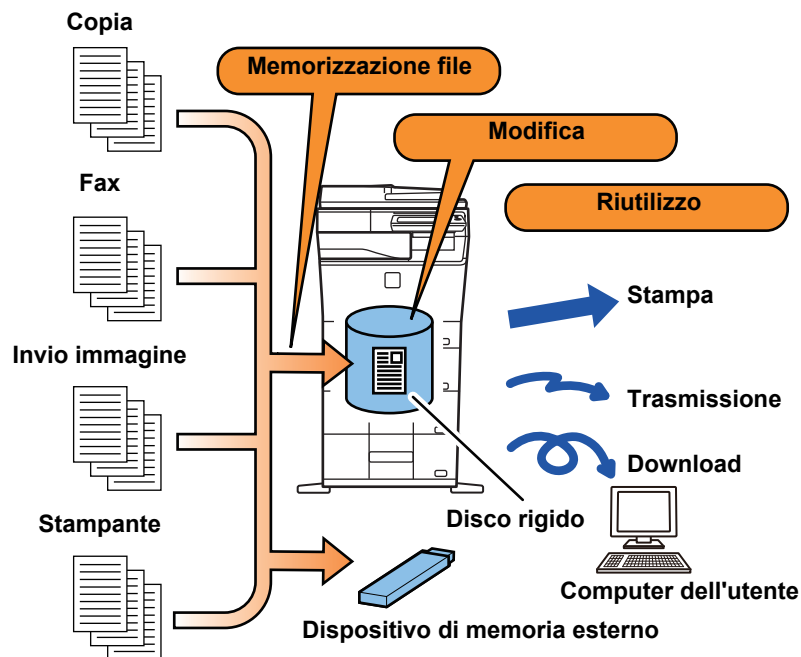 Copia
Memorizzazione file
Modifica
Fax
Riutilizzo
Stampa
Invio immagine
Trasmissione
Download
Stampante
Disco rigido
Computer dell'utente
Dispositivo di memoria esterno